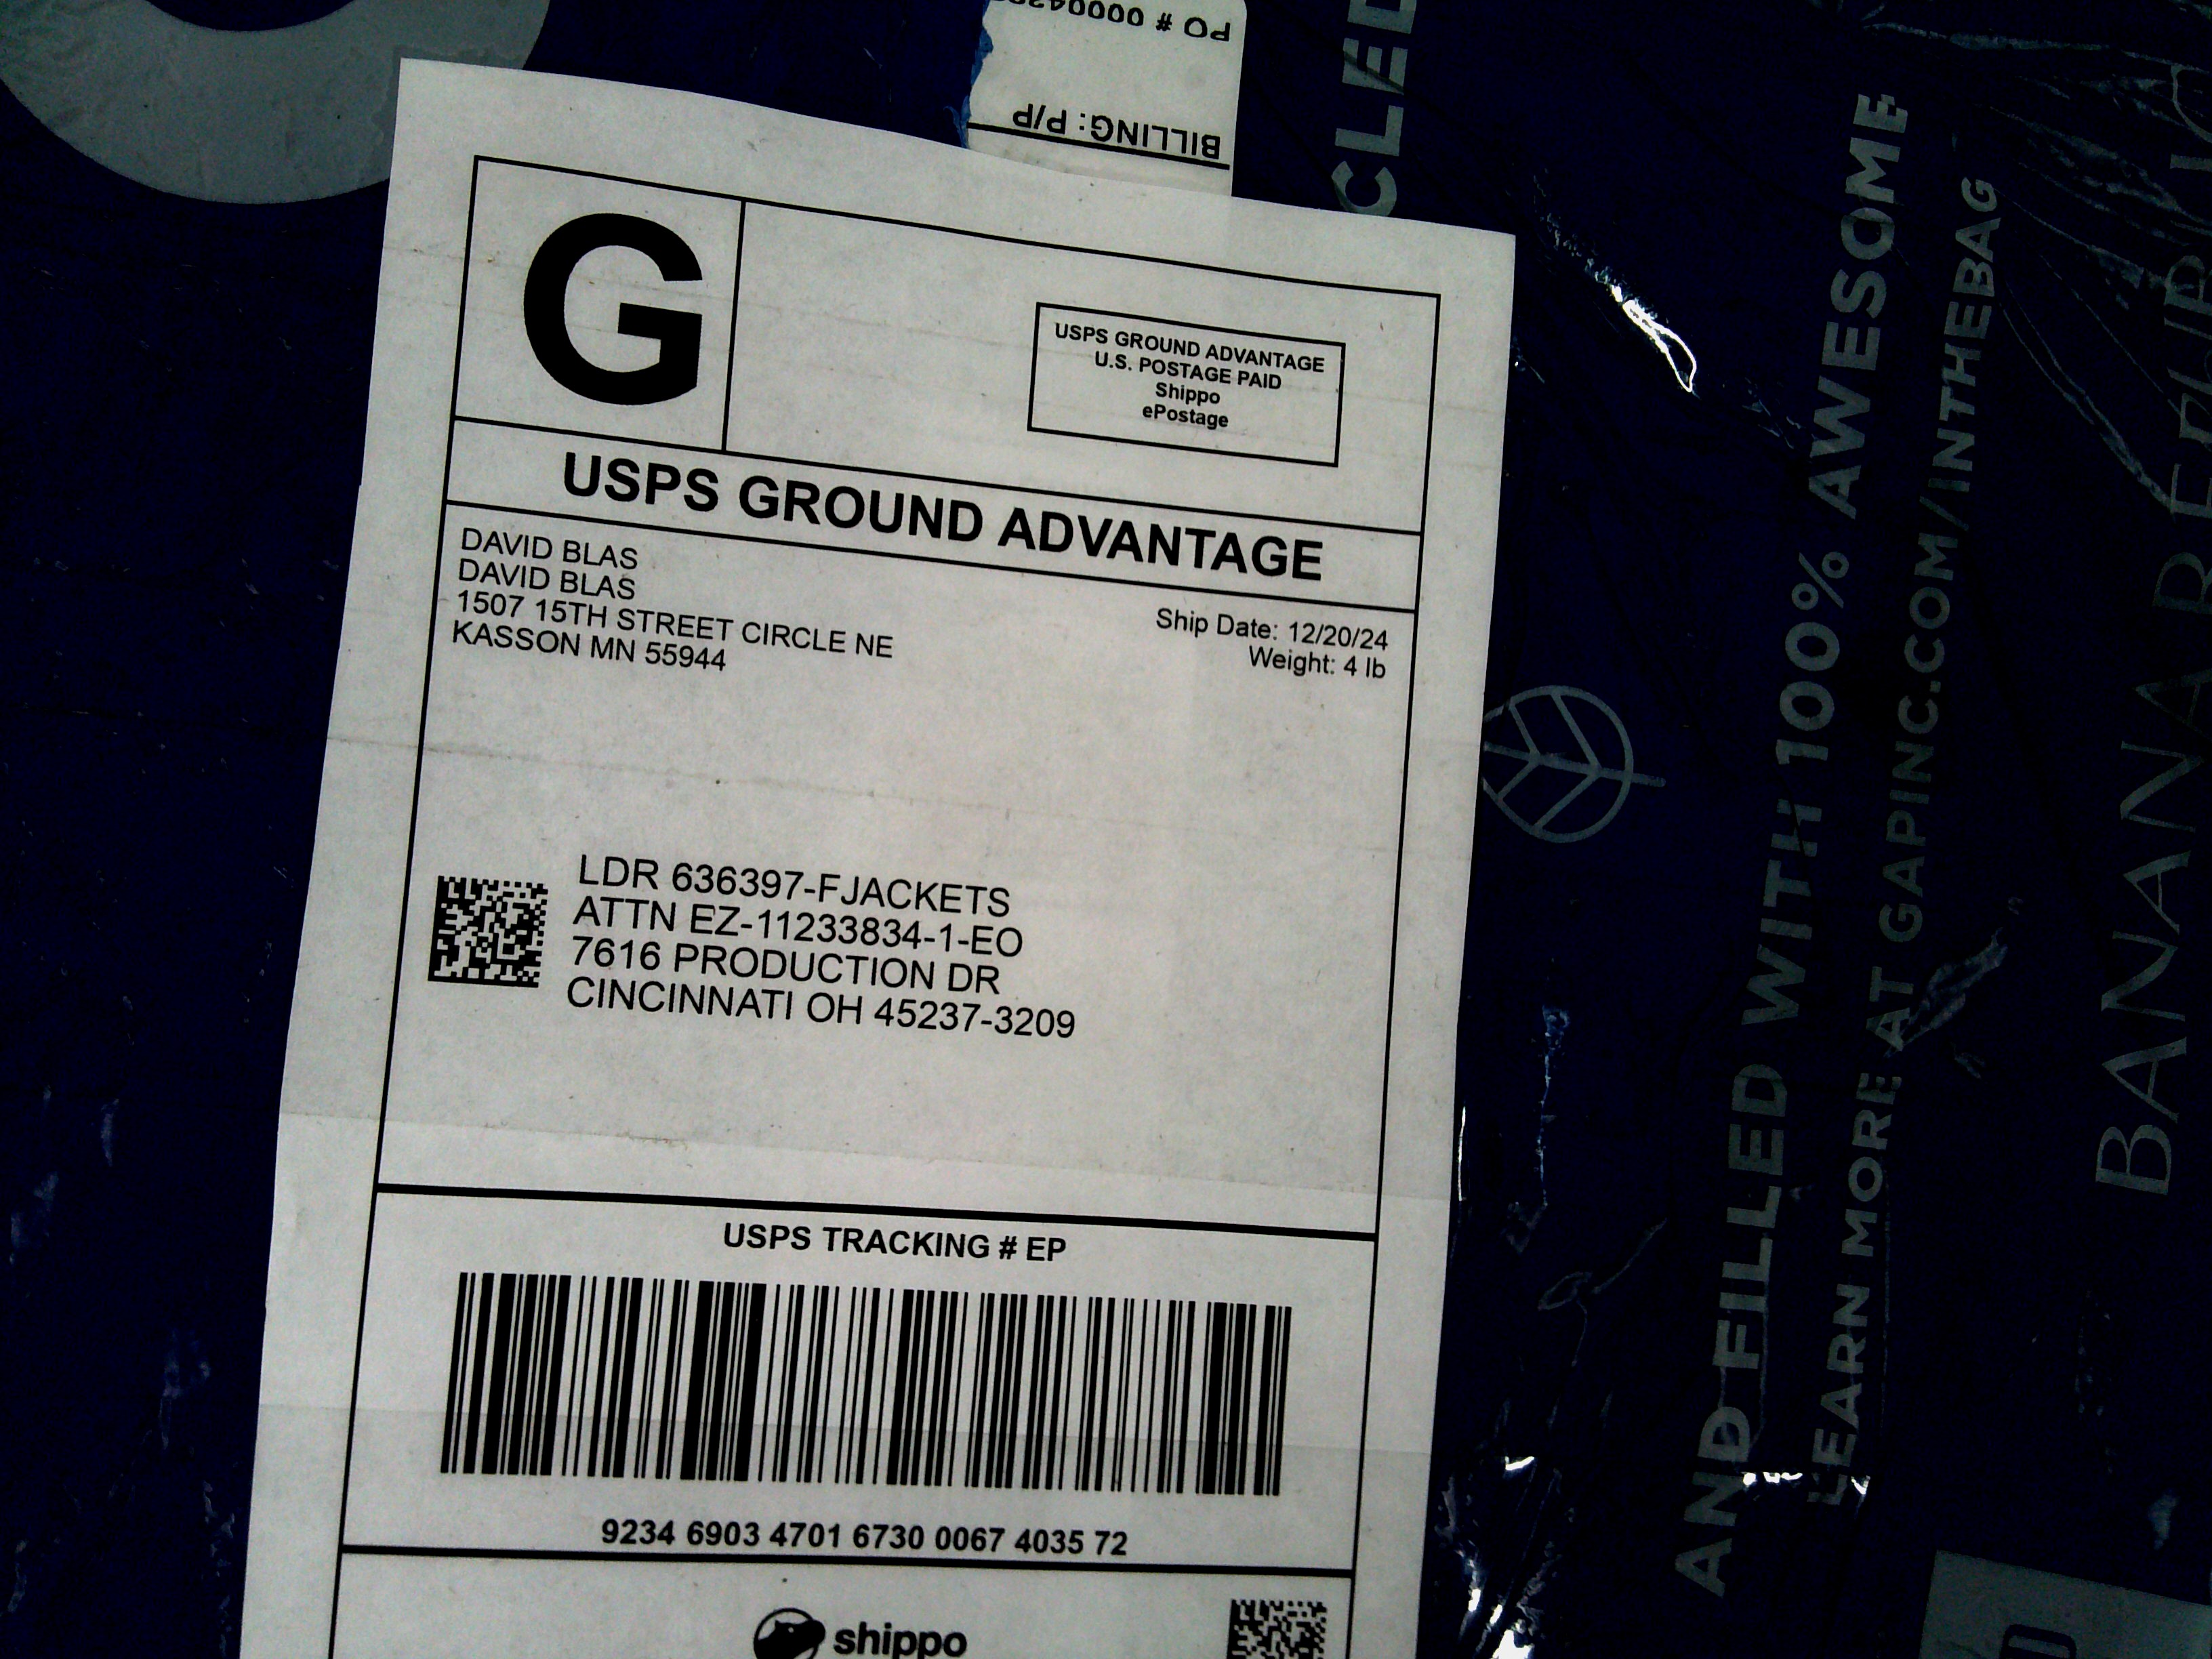 PO #
BILLING: P/P
G
USPS GROUND ADVANTAGE
U.S. POSTAGE PAID
Shippo
ePostage
USPS GROUND ADVANTAGE
DAVID BLAS
DAVID BLAS
1507 15TH STREET CIRCLE NE
KASSON MN 55944
Ship Date: 12/20/24
Weight: 4 lb
LDR 636397-FJACKETS
ATTN EZ-11233834-1-EO
7616 PRODUCTION DR
CINCINNATI OH 45237-3209
USPS TRACKING # EP
9234 6903 4701 6730 0067 4035 72
shippo
CLED
AND FILLED WITH 100% AWESOME
LEARN MORE AT GAPINC.COM/INTHEBAG
BANANA REPUBLIC